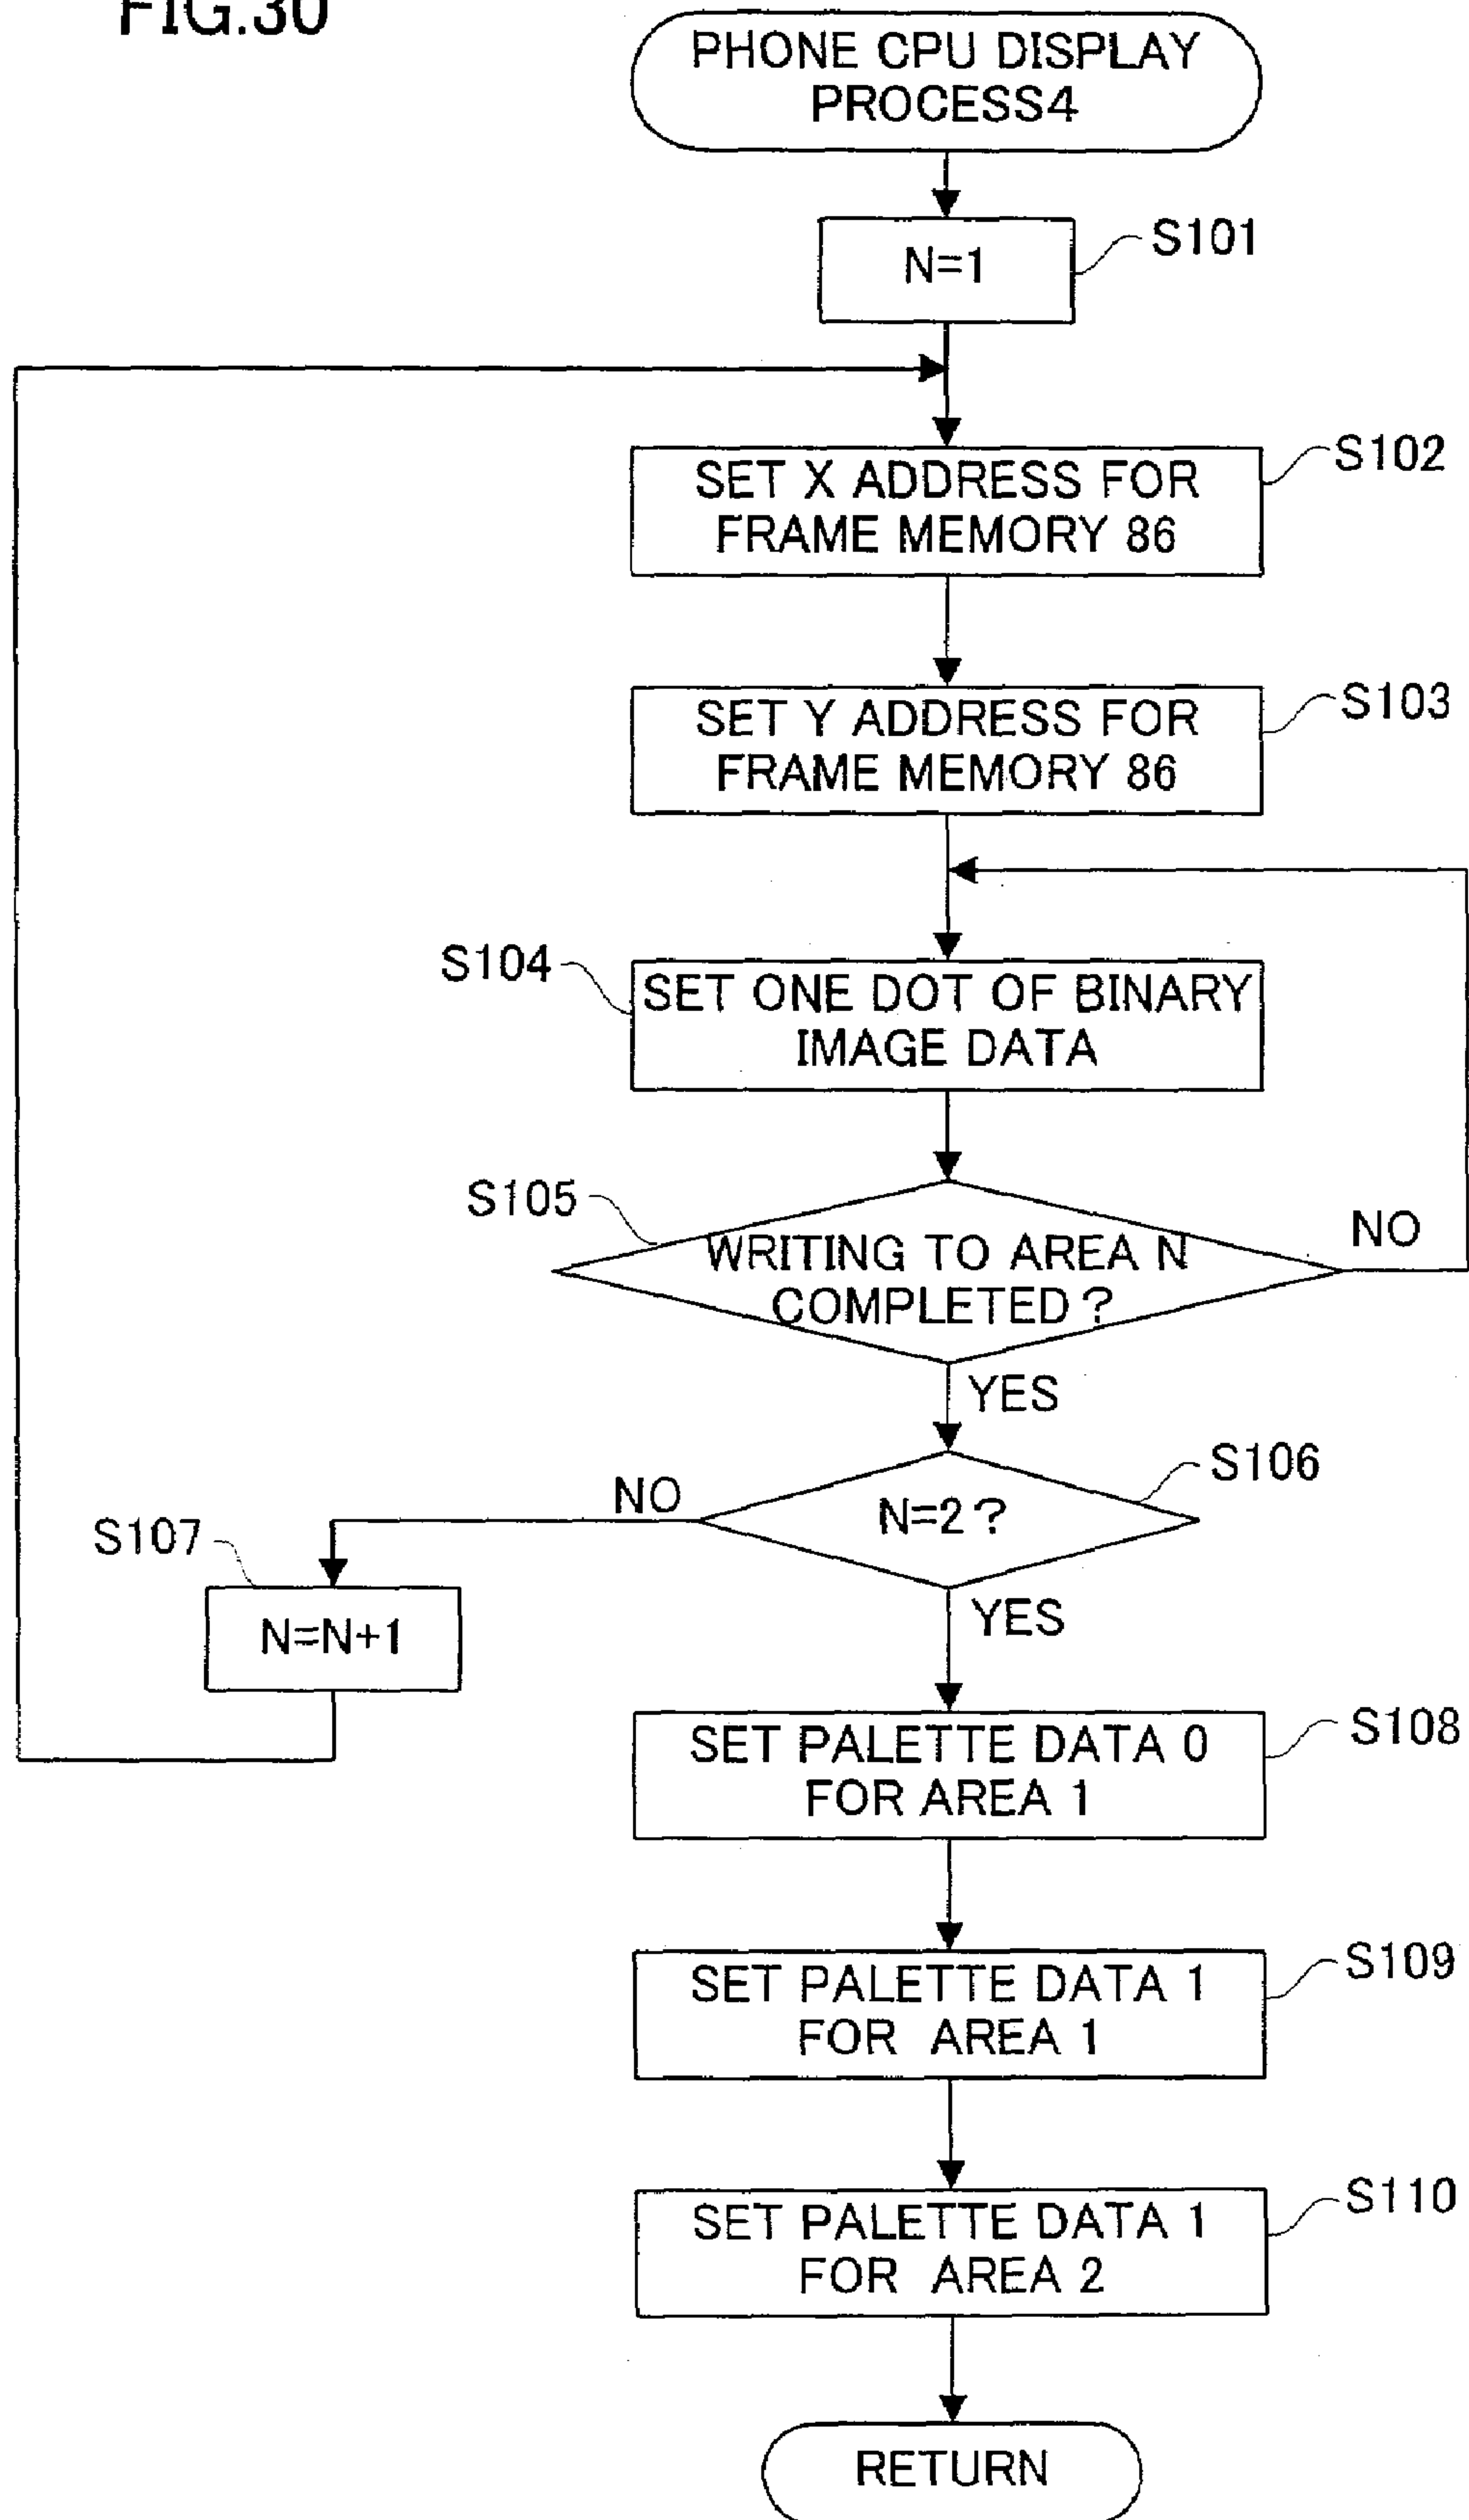 FIG.30
PHONE CPU DISPLAY
PROCESS4
N=1
S101
SET X ADDRESS FOR
FRAME MEMORY 86
S102
SET Y ADDRESS FOR
FRAME MEMORY 86
S103
S104
SET ONE DOT OF BINARY
IMAGE DATA
S105
WRITING TO AREA N
COMPLETED?
NO
YES
S106
N=2?
NO
S107
N=N+1
YES
SET PALETTE DATA 0
FOR AREA 1
S108
SET PALETTE DATA 1
FOR AREA 1
S109
SET PALETTE DATA 1
FOR AREA 2
S110
RETURN